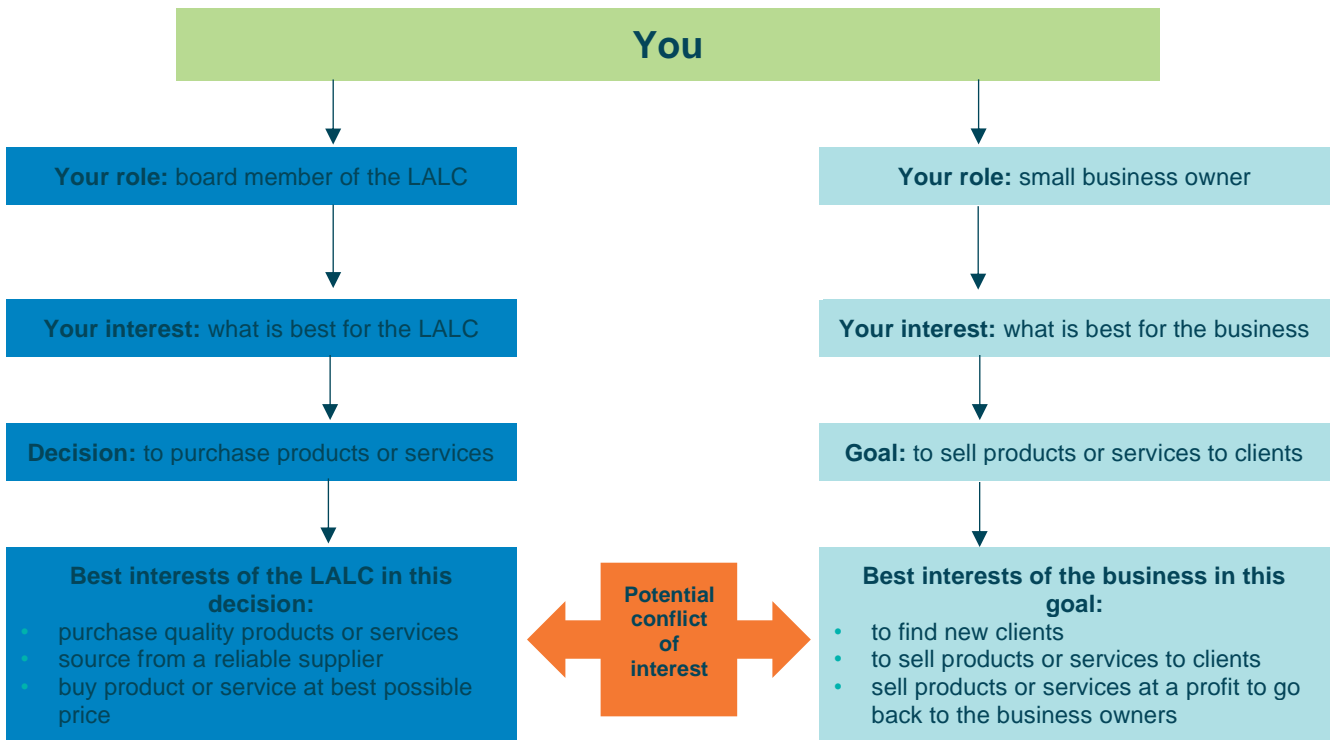 You
Your role: board member of the LALC
Your role: small business owner
Your interest: what is best for the LALC
Your interest: what is best for the business
Decision: to purchase products or services
Goal: to sell products or services to clients
Best interests of the LALC in this
decision:
• purchase quality products or services
• source from a reliable supplier
• buy product or service at best possible
price
Potential
conflict
of
interest
Best interests of the business in this
goal:
• to find new clients
• to sell products or services to clients
• sell products or services at a profit to go
back to the business owners